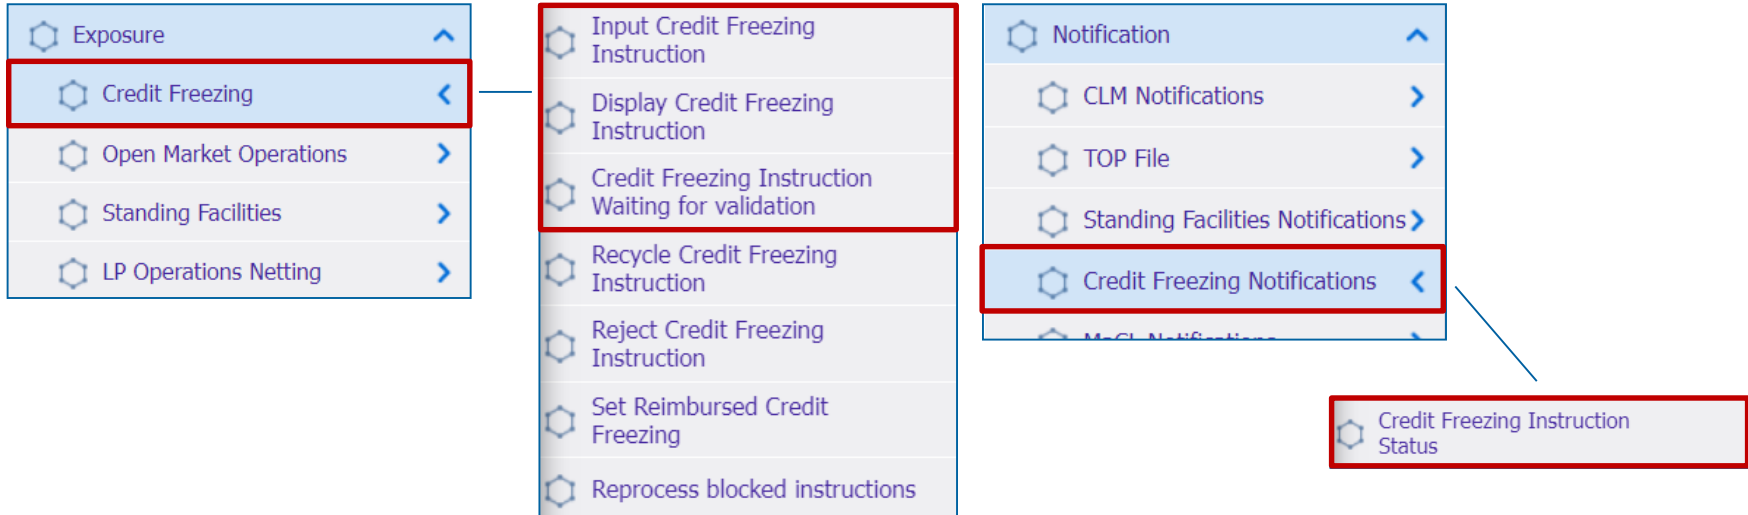 Exposure
Credit Freezing
Open Market Operations
Standing Facilities
LP Operations Netting
Input Credit Freezing
Instruction
Display Credit Freezing
Instruction
Credit Freezing Instruction
Waiting for validation
Recycle Credit Freezing
Instruction
Reject Credit Freezing
Instruction
Set Reimbursed Credit
Freezing
Reprocess blocked instructions
Notification
CLM Notifications
TOP File
Standing Facilities Notifications
Credit Freezing Notifications
Notifications
Credit Freezing Instruction
Status